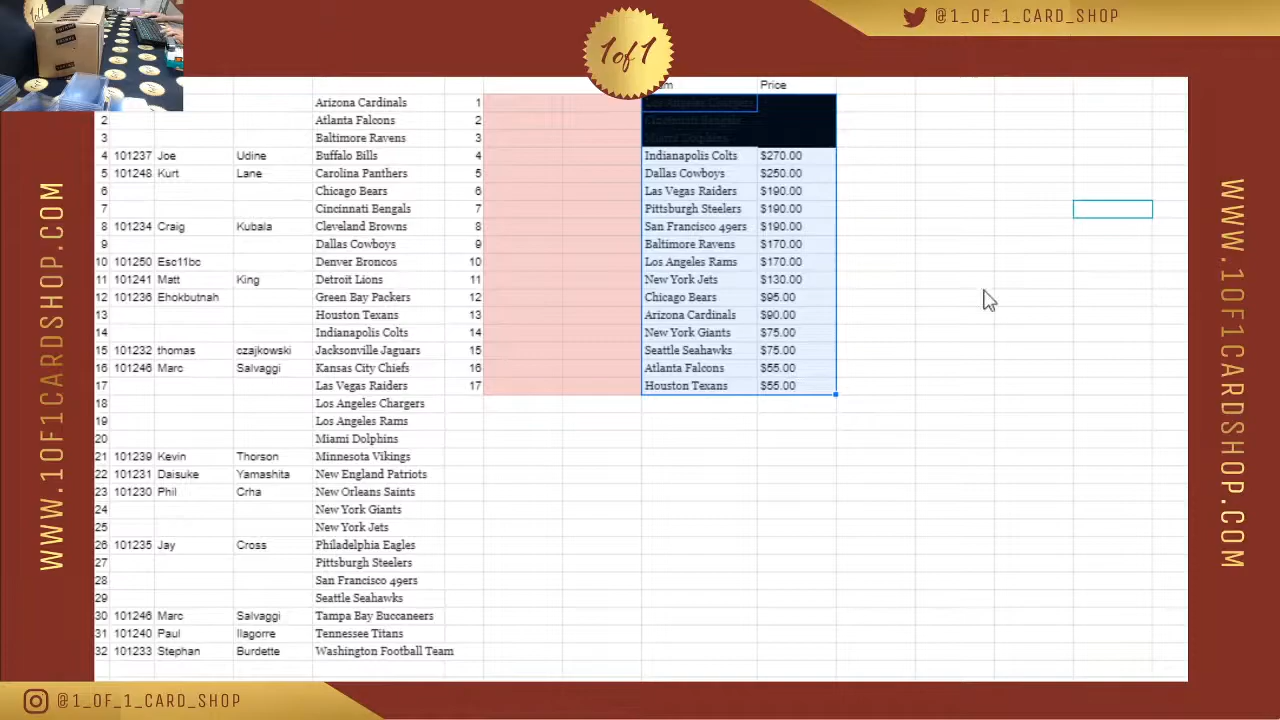 @1_OF_1_CARD_SHOP
1of1
WWW.1OF1CARDSHOP.COM
Price
Arizona Cardinals 1 Los Angeles Chargers
2 Atlanta Falcons 2 Cincinnati Bengals
3 Baltimore Ravens 3 Miami Dolphins
4 101237 Joe Udine Buffalo Bills 4 Indianapolis Colts $270.00
5 101248 Kurt Lane Carolina Panthers 5 Dallas Cowboys $250.00
6 Chicago Bears 6 Las Vegas Raiders $190.00
7 Cincinnati Bengals 7 Pittsburgh Steelers $190.00
8 101234 Craig Kubala Cleveland Browns 8 San Francisco 49ers $190.00
9 Dallas Cowboys 9 Baltimore Ravens $170.00
10 101250 Esc11bc Denver Broncos 10 Los Angeles Rams $170.00
11 101241 Matt King Detroit Lions 11 New York Jets $130.00
12 101236 Ehokbutnah Green Bay Packers 12 Chicago Bears $95.00
13 Houston Texans 13 Arizona Cardinals $90.00
14 Indianapolis Colts 14 New York Giants $75.00
15 101232 thomas czajkowski Jacksonville Jaguars 15 Seattle Seahawks $75.00
16 101246 Marc Salvaggi Kansas City Chiefs 16 Atlanta Falcons $55.00
17 Las Vegas Raiders 17 Houston Texans $55.00
18 Los Angeles Chargers
19 Los Angeles Rams
20 Miami Dolphins
21 101239 Kevin Thorson Minnesota Vikings
22 101231 Daisuke Yamashita New England Patriots
23 101230 Phil Crha New Orleans Saints
24 New York Giants
25 New York Jets
26 101235 Jay Cross Philadelphia Eagles
27 Pittsburgh Steelers
28 San Francisco 49ers
29 Seattle Seahawks
30 101246 Marc Salvaggi Tampa Bay Buccaneers
31 101240 Paul Ilagorre Tennessee Titans
32 101233 Stephan Burdette Washington Football Team
WWW.1OF1CARDSHOP.COM
@1_OF_1_CARD_SHOP